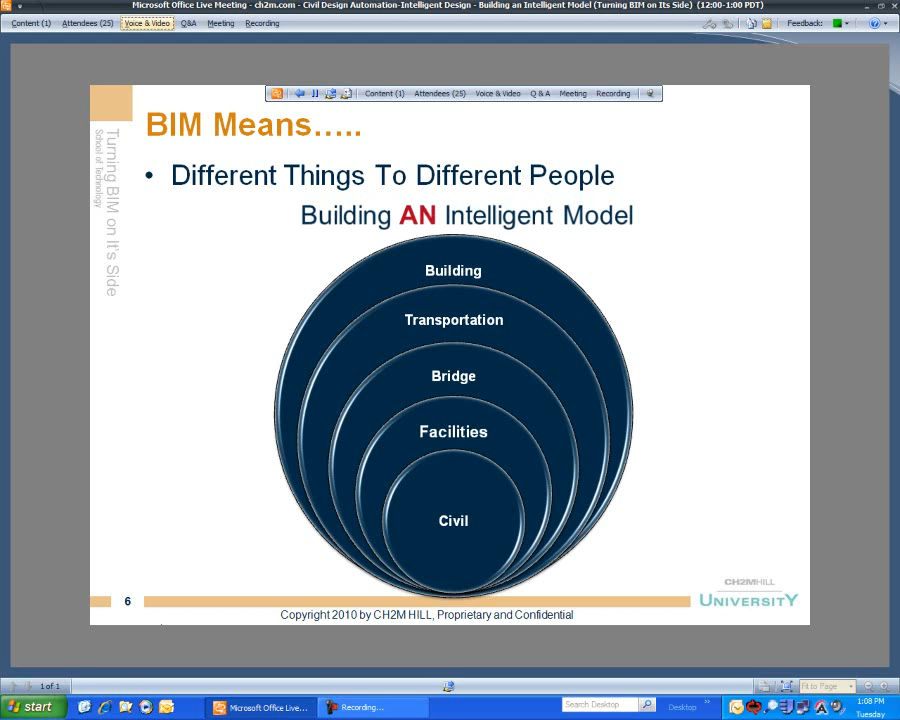 Microsoft Office Live Meeting - ch2m.com - Civil Design Automation-Intelligent Design - Building an Intelligent Model (Turning BIM on Its Side) (12:00-1:00 PDT)
Content (1) Attendees (25) Voice & Video Q&A Meeting Recording Feedback:
Content (1) Attendees (25) Voice & Video Q & A Meeting Recording
Turning BIM on It's Side
School of Technology
BIM Means…..
• Different Things To Different People
Building AN Intelligent Model
Building
Transportation
Bridge
Facilities
Civil
CH2MHILL
UNIVERSITY
6
Copyright 2010 by CH2M HILL, Proprietary and Confidential
1 of 1 Fit to Page
start Microsoft Office Live... Recording... Search Desktop Desktop 1:08 PM
Tuesday